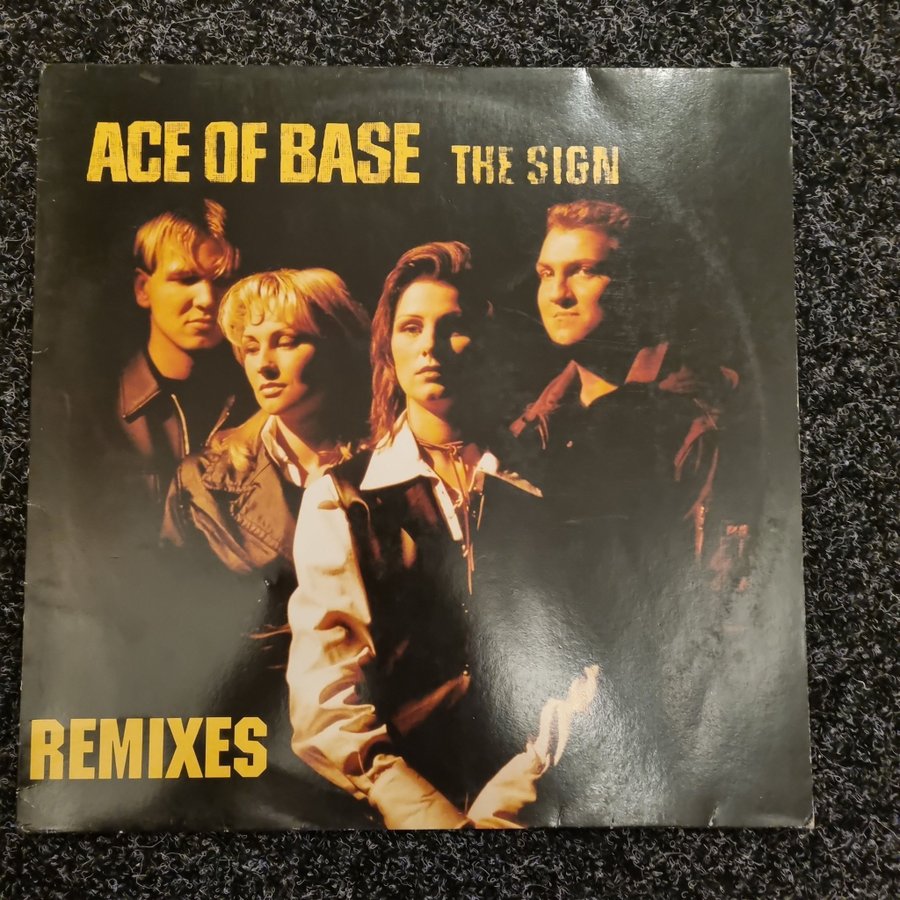 ACE OF BASE THE SIGN
REMIXES